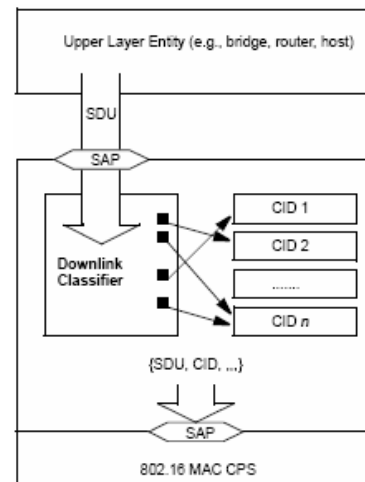 Upper Layer Entity (e.g., bridge, router, host)
SDU
SAP
Downlink
Classifier
CID 1
CID 2
.......
CID n
{SDU, CID, ,,,}
SAP
802.16 MAC CPS